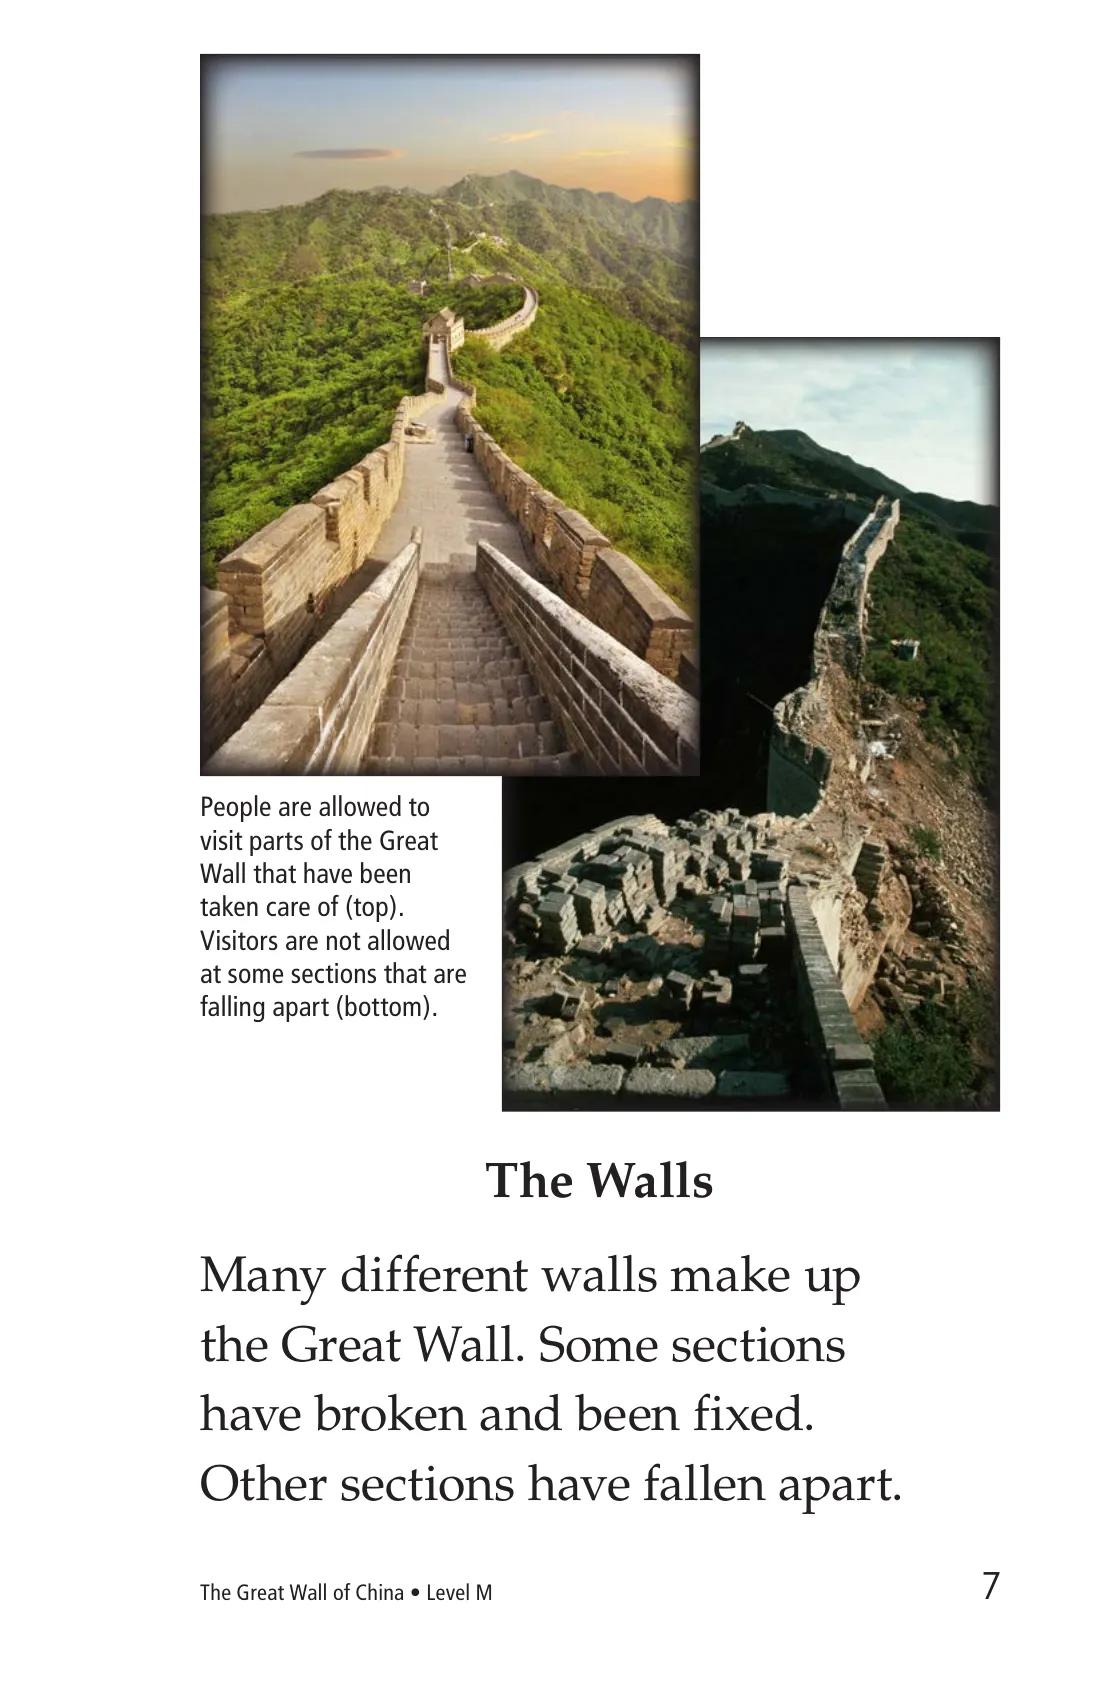 People are allowed to
visit parts of the Great
Wall that have been
taken care of (top).
Visitors are not allowed
at some sections that are
falling apart (bottom).
The Walls
Many different walls make up
the Great Wall. Some sections
have broken and been fixed.
Other sections have fallen apart.
The Great Wall of China • Level M
7